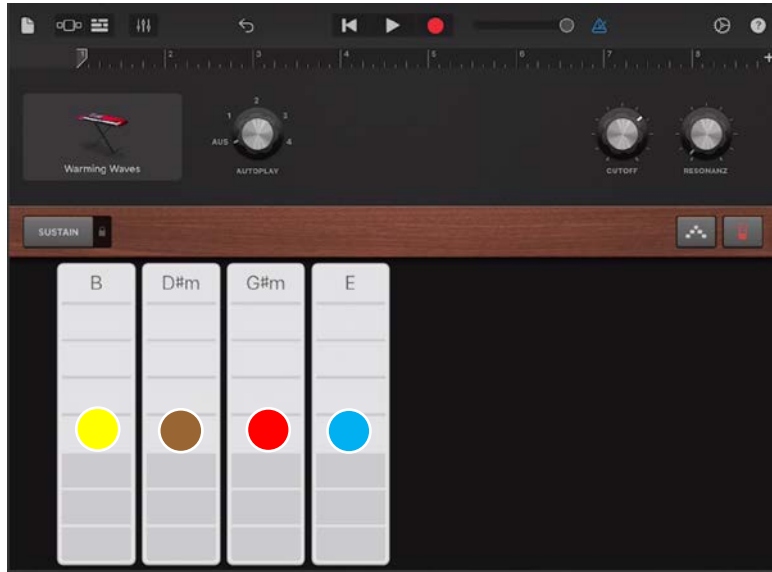 1 2 3 4 5 6 7 8 +
2
1 3
AUS 4
Warming Waves AUTOPLAY CUTOFF RESONANZ
SUSTAIN
B D#m G#m E